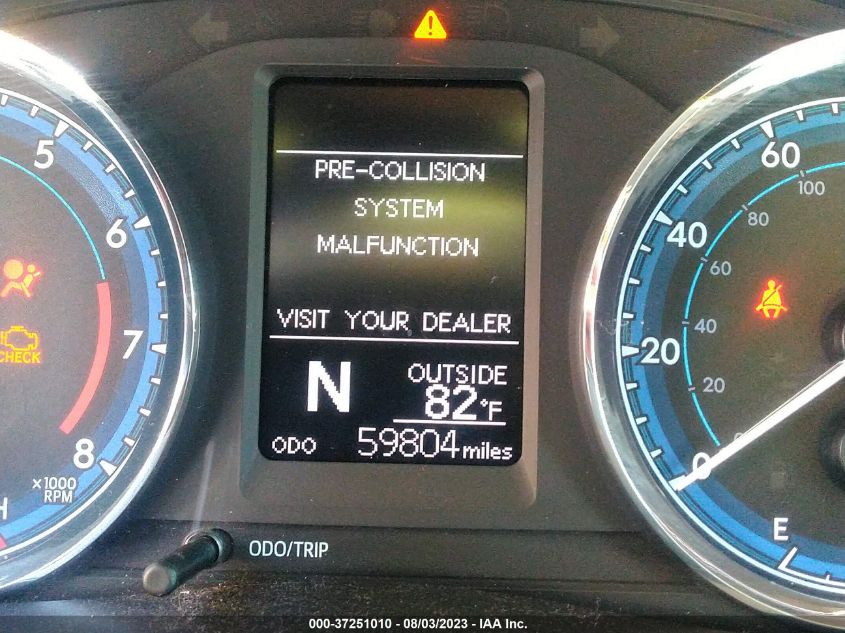 PRE-COLLISION
SYSTEM
MALFUNCTION
VISIT YOUR DEALER
N
OUTSIDE
82°F
ODO 59804 miles
5
6
7
8
x1000
RPM
CHECK
H
60
40
20
0
100
80
60
40
20
0
E
ODO/TRIP
000-37251010 - 08/03/2023 - IAA Inc.